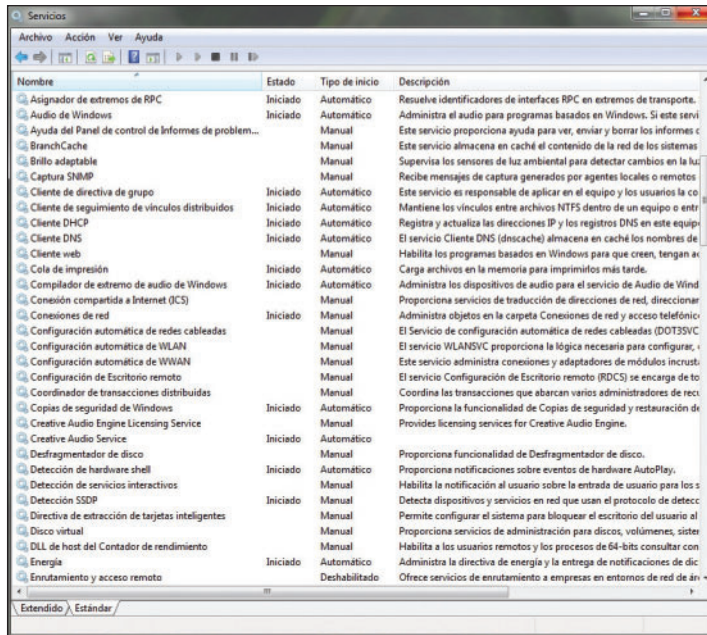 Servicios
Archivo Acción Ver Ayuda
Nombre Estado Tipo de inicio Descripción
Asignador de extremos de RPC Iniciado Automático Resuelve identificadores de interfaces RPC en extremos de transporte.
Audio de Windows Iniciado Automático Administra el audio para programas basados en Windows. Si este servi
Ayuda del Panel de control de Informes de problem... Manual Este servicio proporciona ayuda para ver, enviar y borrar los informes c
BranchCache Manual Este servicio almacena en caché el contenido de la red de los sistemas
Brillo adaptable Manual Supervisa los sensores de luz ambiental para detectar cambios en la luz
Captura SNMP Manual Recibe mensajes de captura generados por agentes locales o remotos
Cliente de directiva de grupo Iniciado Automático Este servicio es responsable de aplicar en el equipo y los usuarios la co
Cliente de seguimiento de vínculos distribuidos Iniciado Automático Mantiene los vínculos entre archivos NTFS dentro de un equipo o entr
Cliente DHCP Iniciado Automático Registra y actualiza las direcciones IP y los registros DNS en este equip
Cliente DNS Iniciado Automático El servicio Cliente DNS (dnscache) almacena en caché los nombres de
Cliente web Manual Habilita los programas basados en Windows para que creen, tengan ac
Cola de impresión Iniciado Automático Carga archivos en la memoria para imprimirlos más tarde.
Compilador de extremo de audio de Windows Iniciado Automático Administra los dispositivos de audio para el servicio de Audio de Wind
Conexión compartida a Internet (ICS) Manual Proporciona servicios de traducción de direcciones de red, direccionar
Conexiones de red Iniciado Manual Administra objetos en la carpeta Conexiones de red y acceso telefónic
Configuración automática de redes cableadas Manual El Servicio de configuración automática de redes cableadas (DOT3SVC
Configuración automática de WLAN Manual El servicio WLANSVC proporciona la lógica necesaria para configurar,
Configuración automática de WWAN Manual Este servicio administra conexiones y adaptadores de módulos incrust
Configuración de Escritorio remoto Manual El servicio Configuración de Escritorio remoto (RDCS) se encarga de to
Coordinador de transacciones distribuidas Manual Coordina las transacciones que abarcan varios administradores de recu
Copias de seguridad de Windows Iniciado Automático Proporciona la funcionalidad de Copias de seguridad y restauración de
Creative Audio Engine Licensing Service Manual Provides licensing services for Creative Audio Engine.
Creative Audio Service Iniciado Automático
Desfragmentador de disco Manual Proporciona funcionalidad de Desfragmentador de disco.
Detección de hardware shell Iniciado Automático Proporciona notificaciones sobre eventos de hardware AutoPlay.
Detección de servicios interactivos Manual Habilita la notificación al usuario sobre la entrada de usuario para los s
Detección SSDP Iniciado Manual Detecta dispositivos y servicios en red que usan el protocolo de detecc
Directiva de extracción de tarjetas inteligentes Manual Permite configurar el sistema para bloquear el escritorio del usuario al
Disco virtual Manual Proporciona servicios de administración para discos, volúmenes, sister
DLL de host del Contador de rendimiento Manual Habilita a los usuarios remotos y los procesos de 64-bits consultar con
Energía Iniciado Automático Administra la directiva de energía y la entrega de notificaciones de dic
Enrutamiento y acceso remoto Deshabilitado Ofrece servicios de enrutamiento a empresas en entornos de red de áre
Extendido Estándar